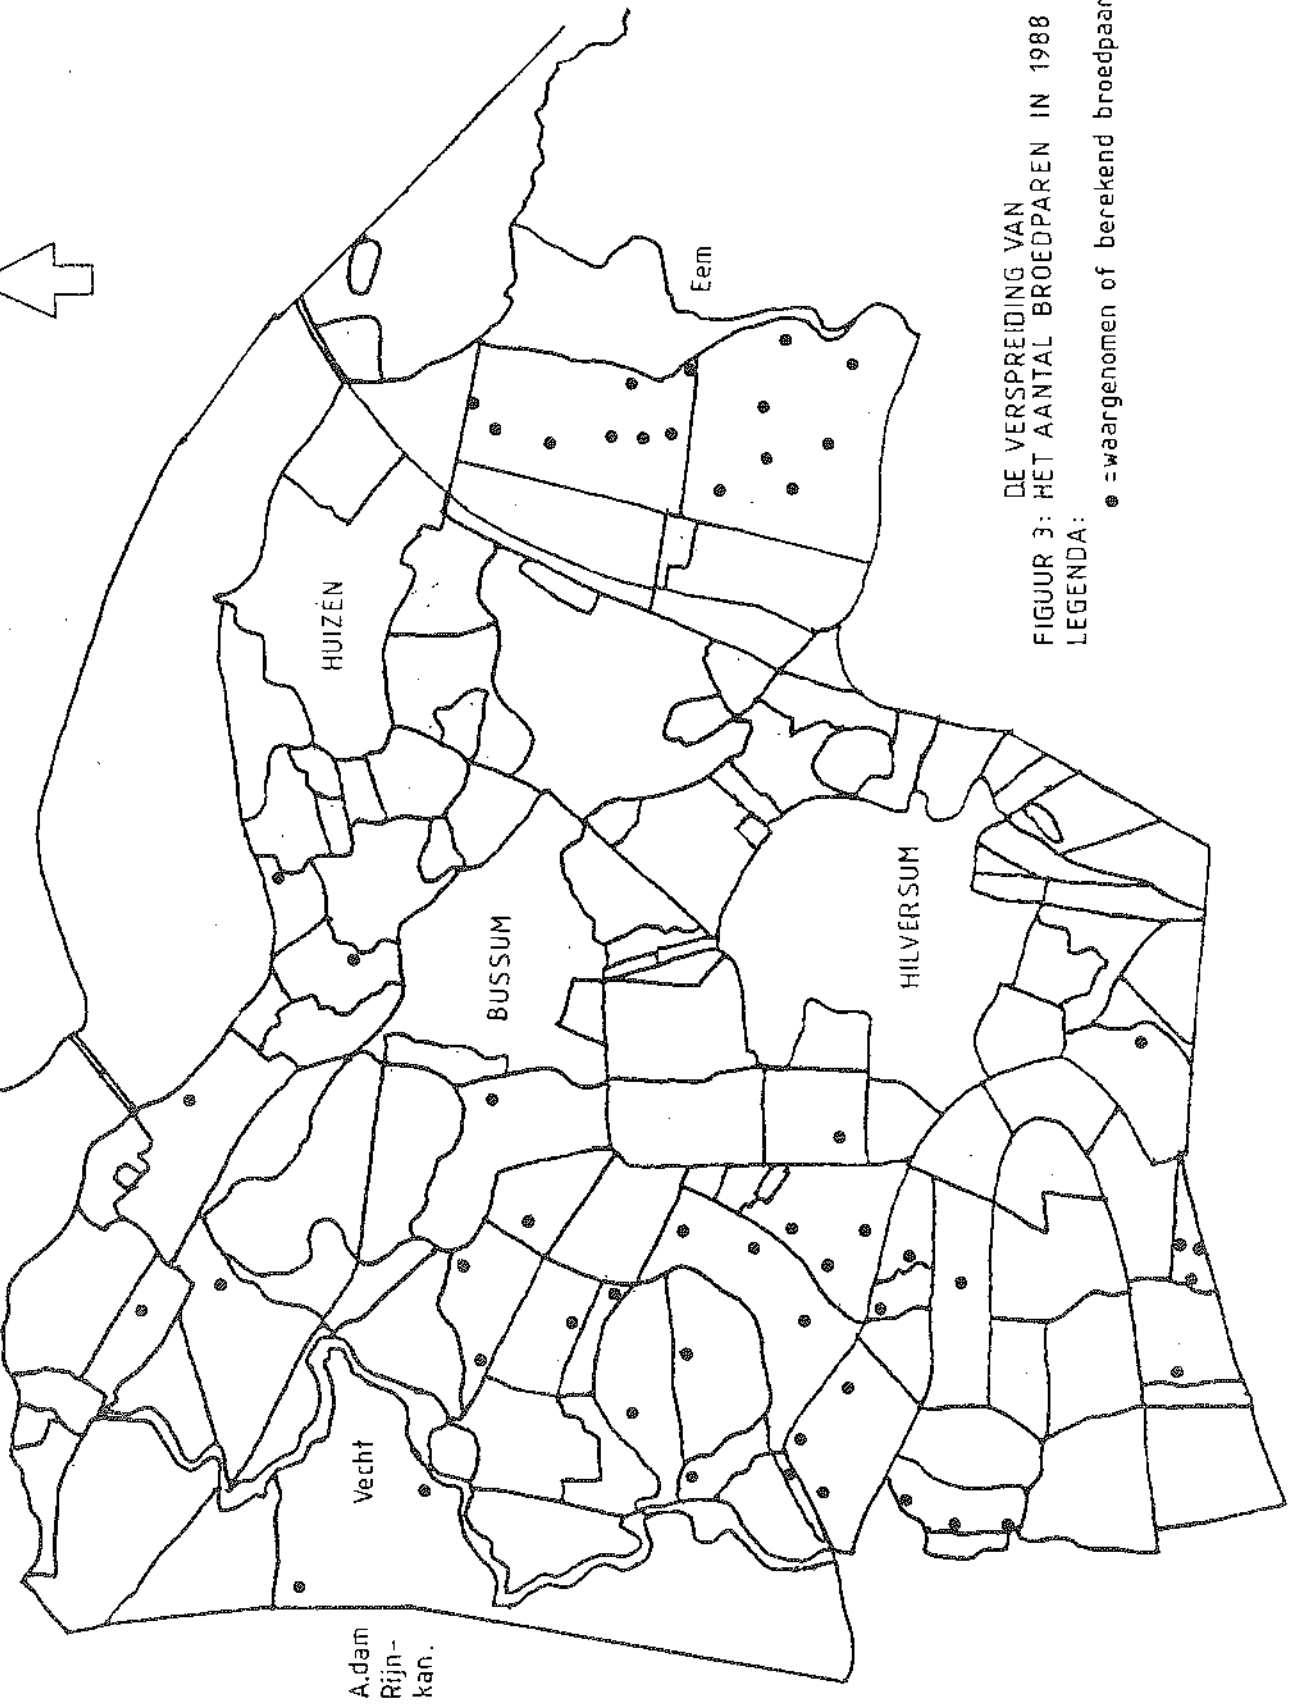 HUIZEN
Eem
BUSSUM
Vecht
HILVERSUM
A.dam
Rijn-
kan.
DE VERSPREIDING VAN
FIGUUR 3: HET AANTAL BROEDPAREN IN 1988
LEGENDA:
● =waargenomen of berekend broedpaar